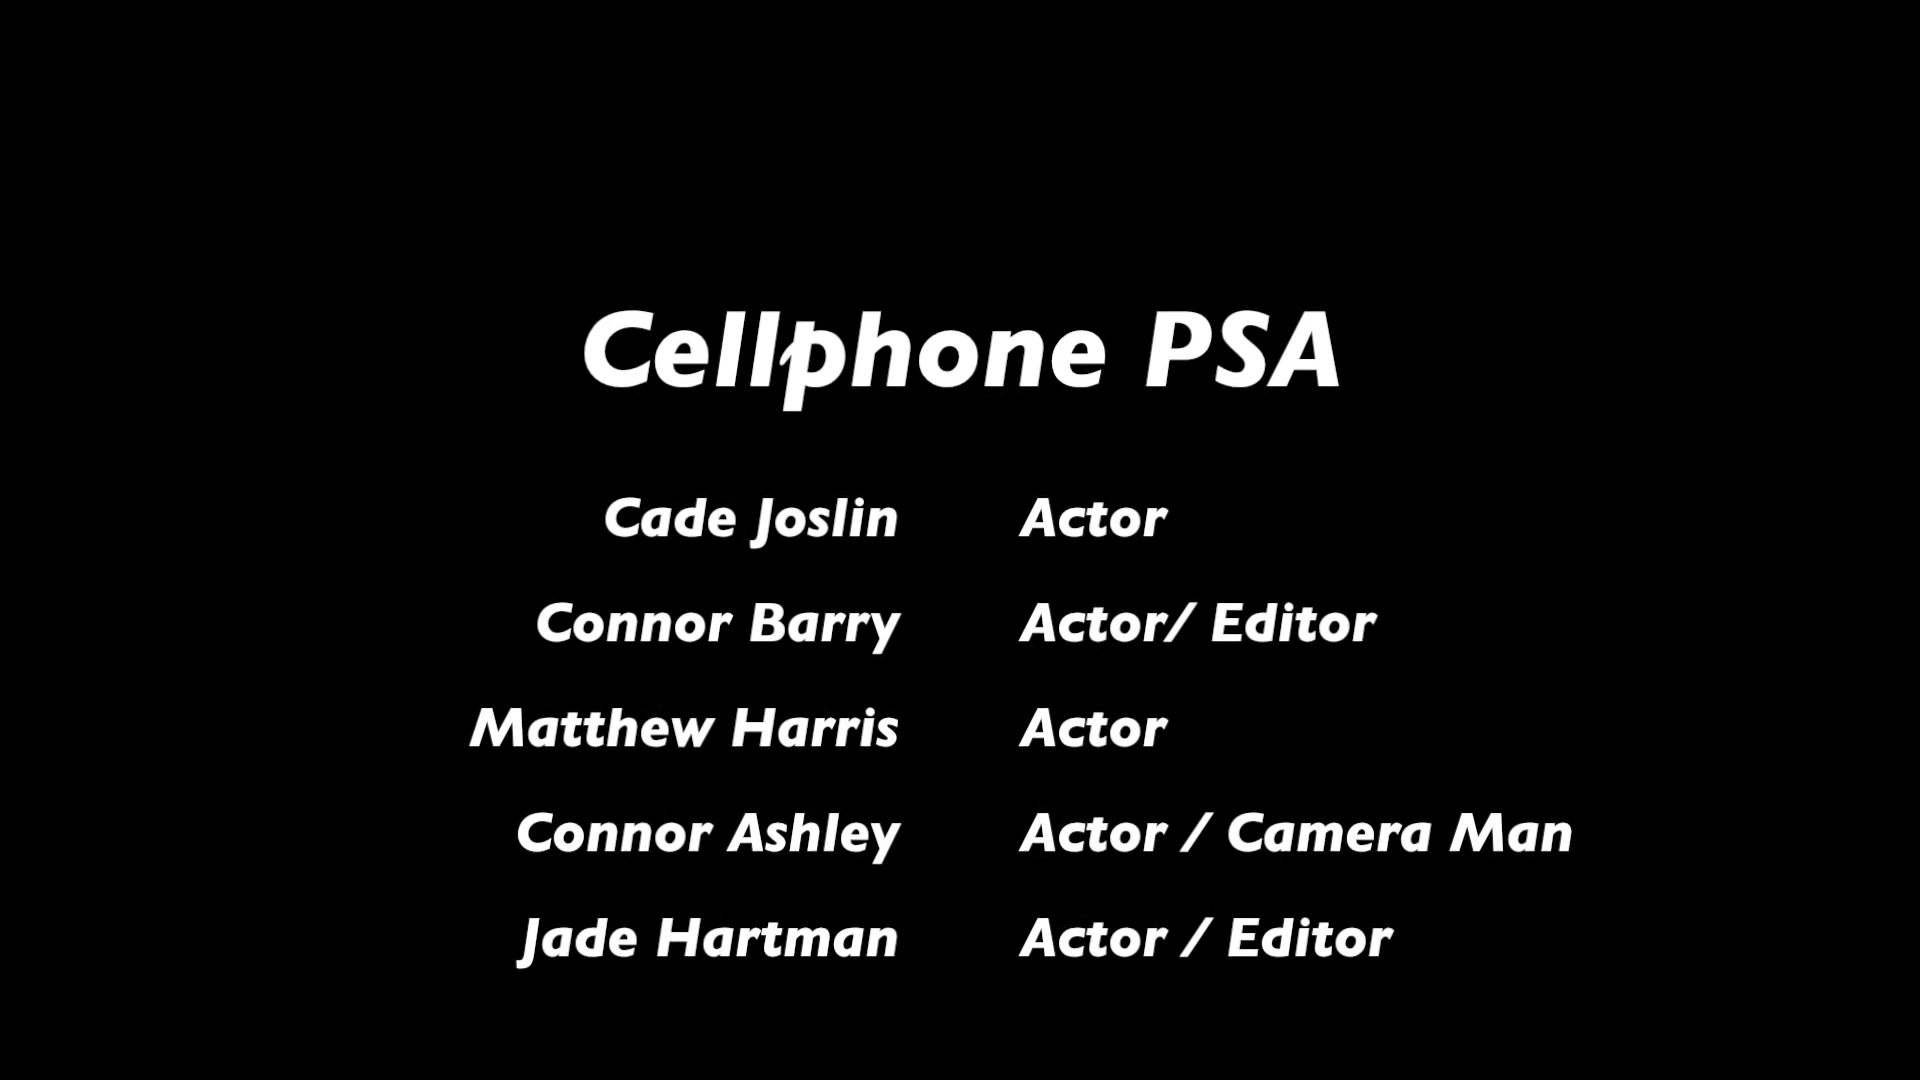 Cellphone PSA
Cade Joslin Actor
Connor Barry Actor/ Editor
Matthew Harris Actor
Connor Ashley Actor / Camera Man
Jade Hartman Actor / Editor